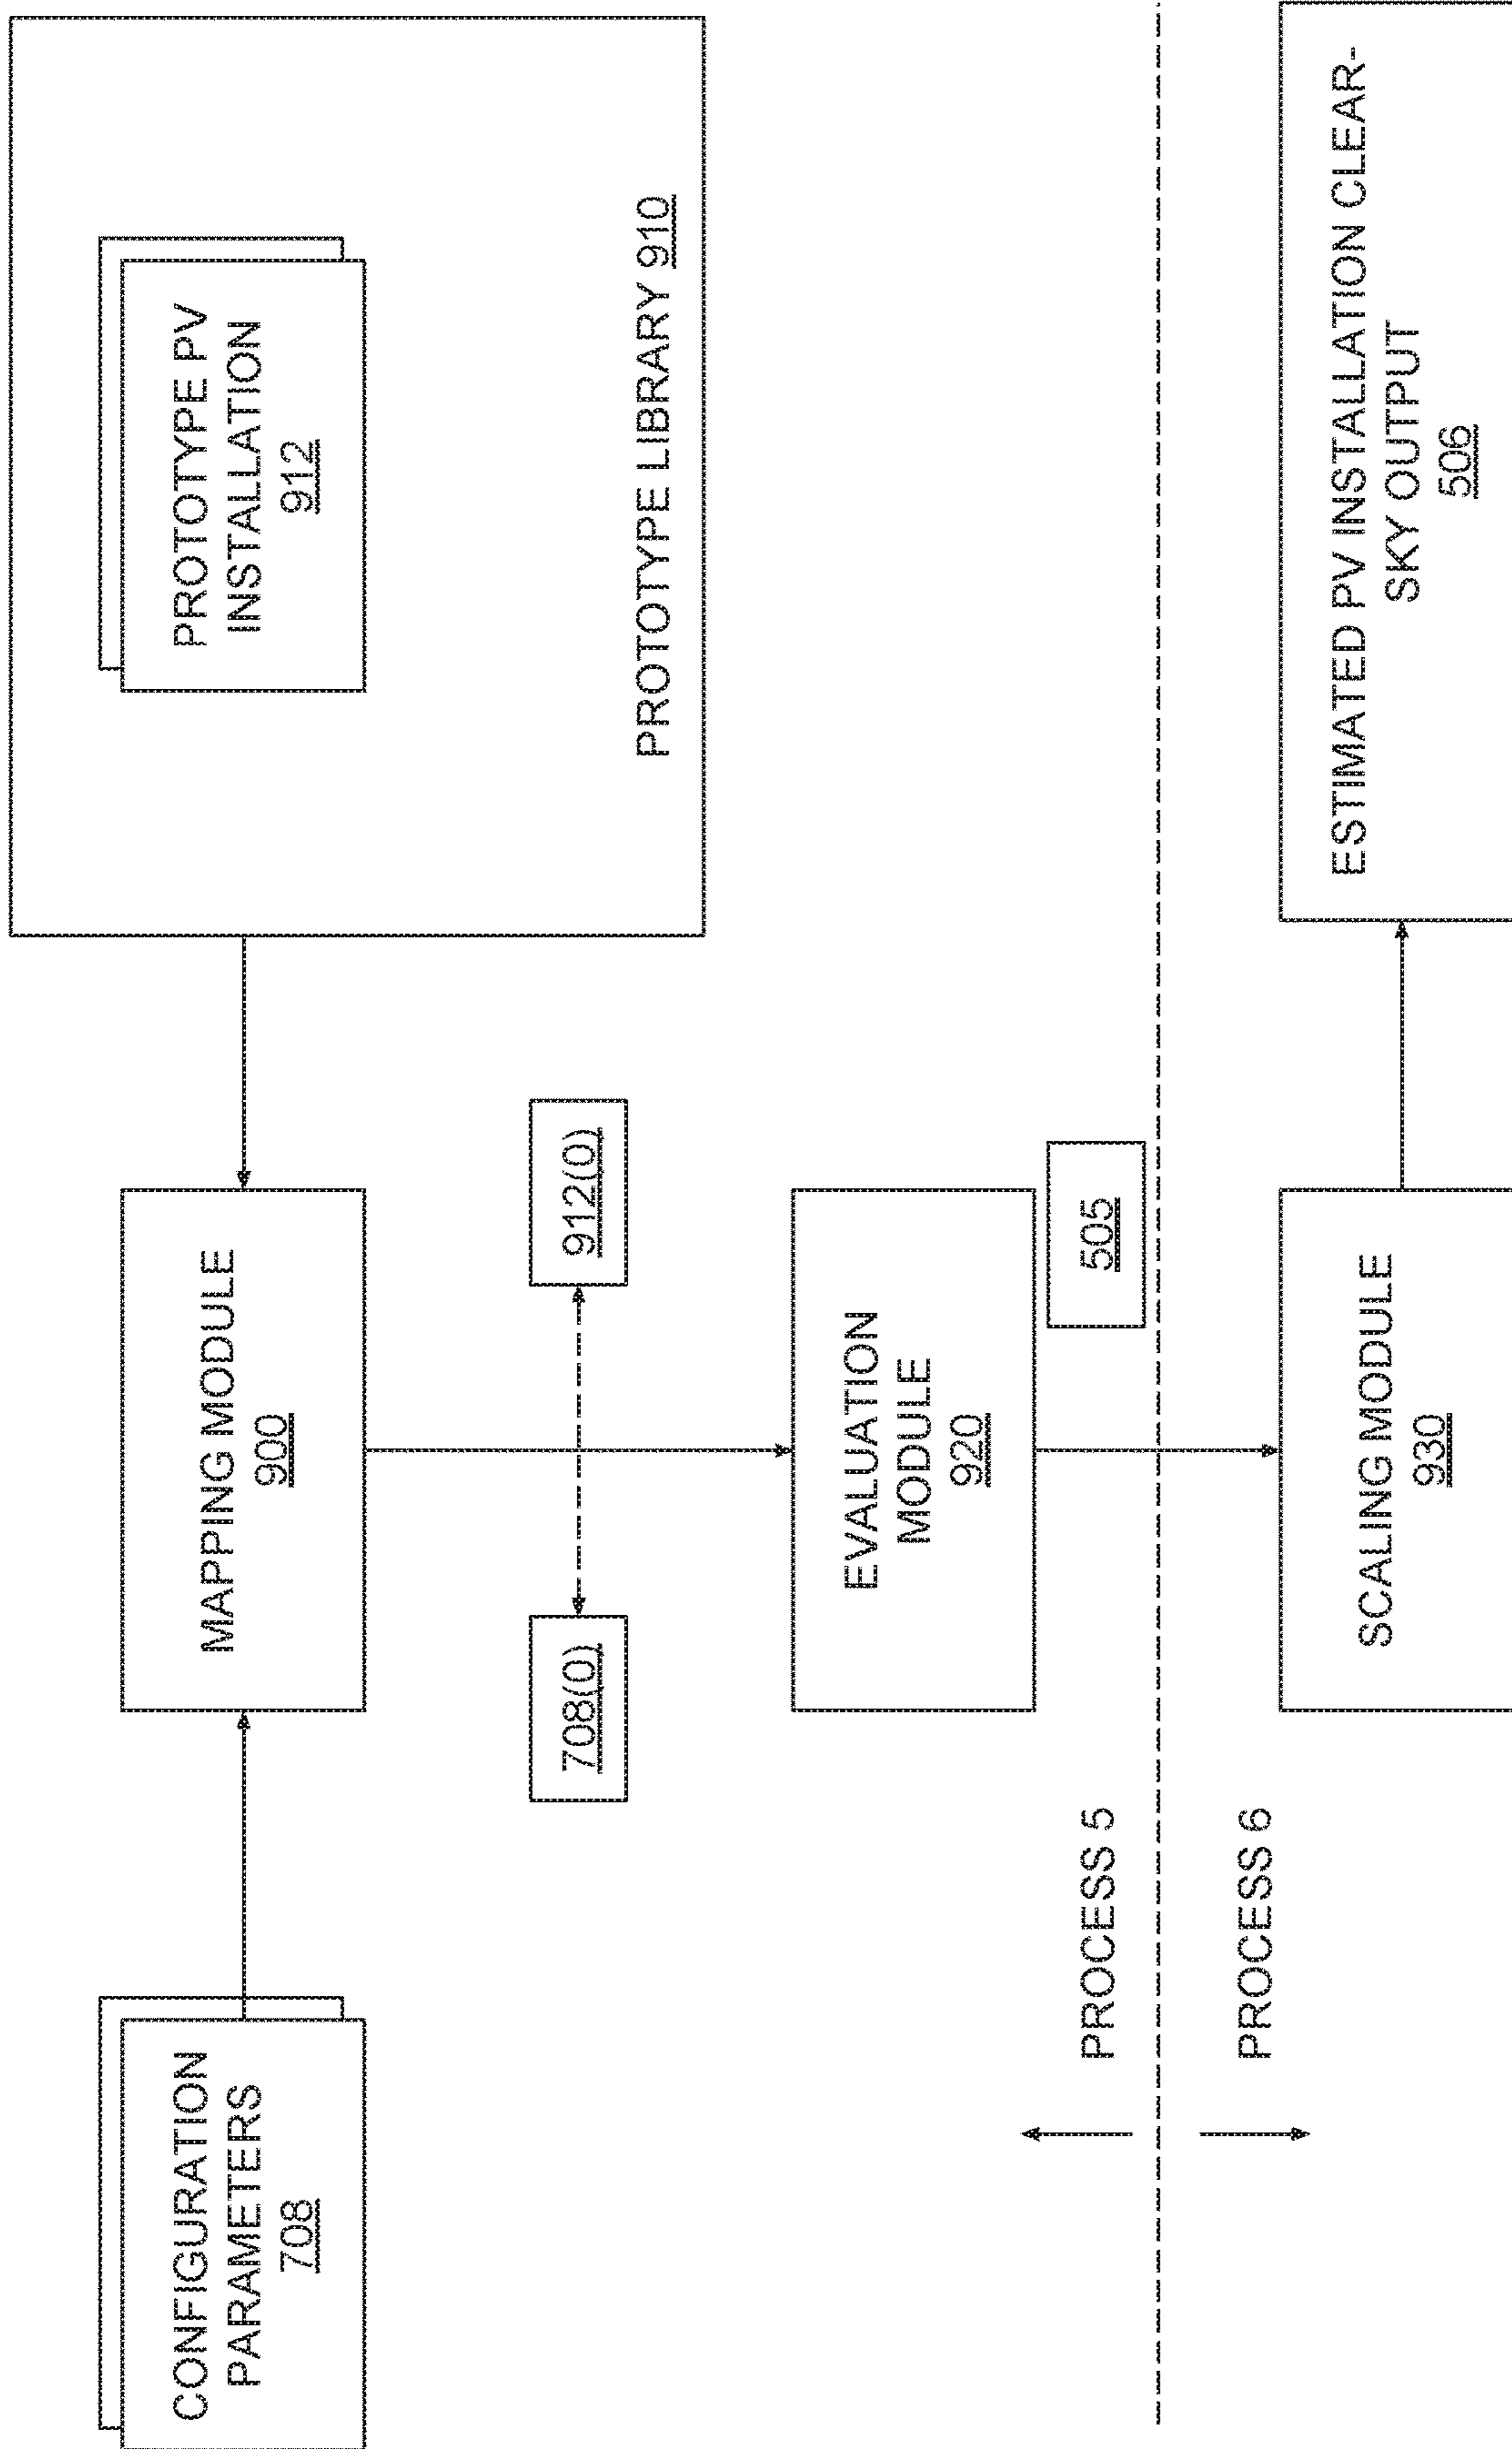 CONFIGURATION
PARAMETERS
708
MAPPING MODULE
900
PROTOTYPE PV
INSTALLATION
912
PROTOTYPE LIBRARY 910
708(0)
912(0)
EVALUATION
MODULE
920
505
PROCESS 5
PROCESS 6
SCALING MODULE
930
ESTIMATED PV INSTALLATION CLEAR-
SKY OUTPUT
506